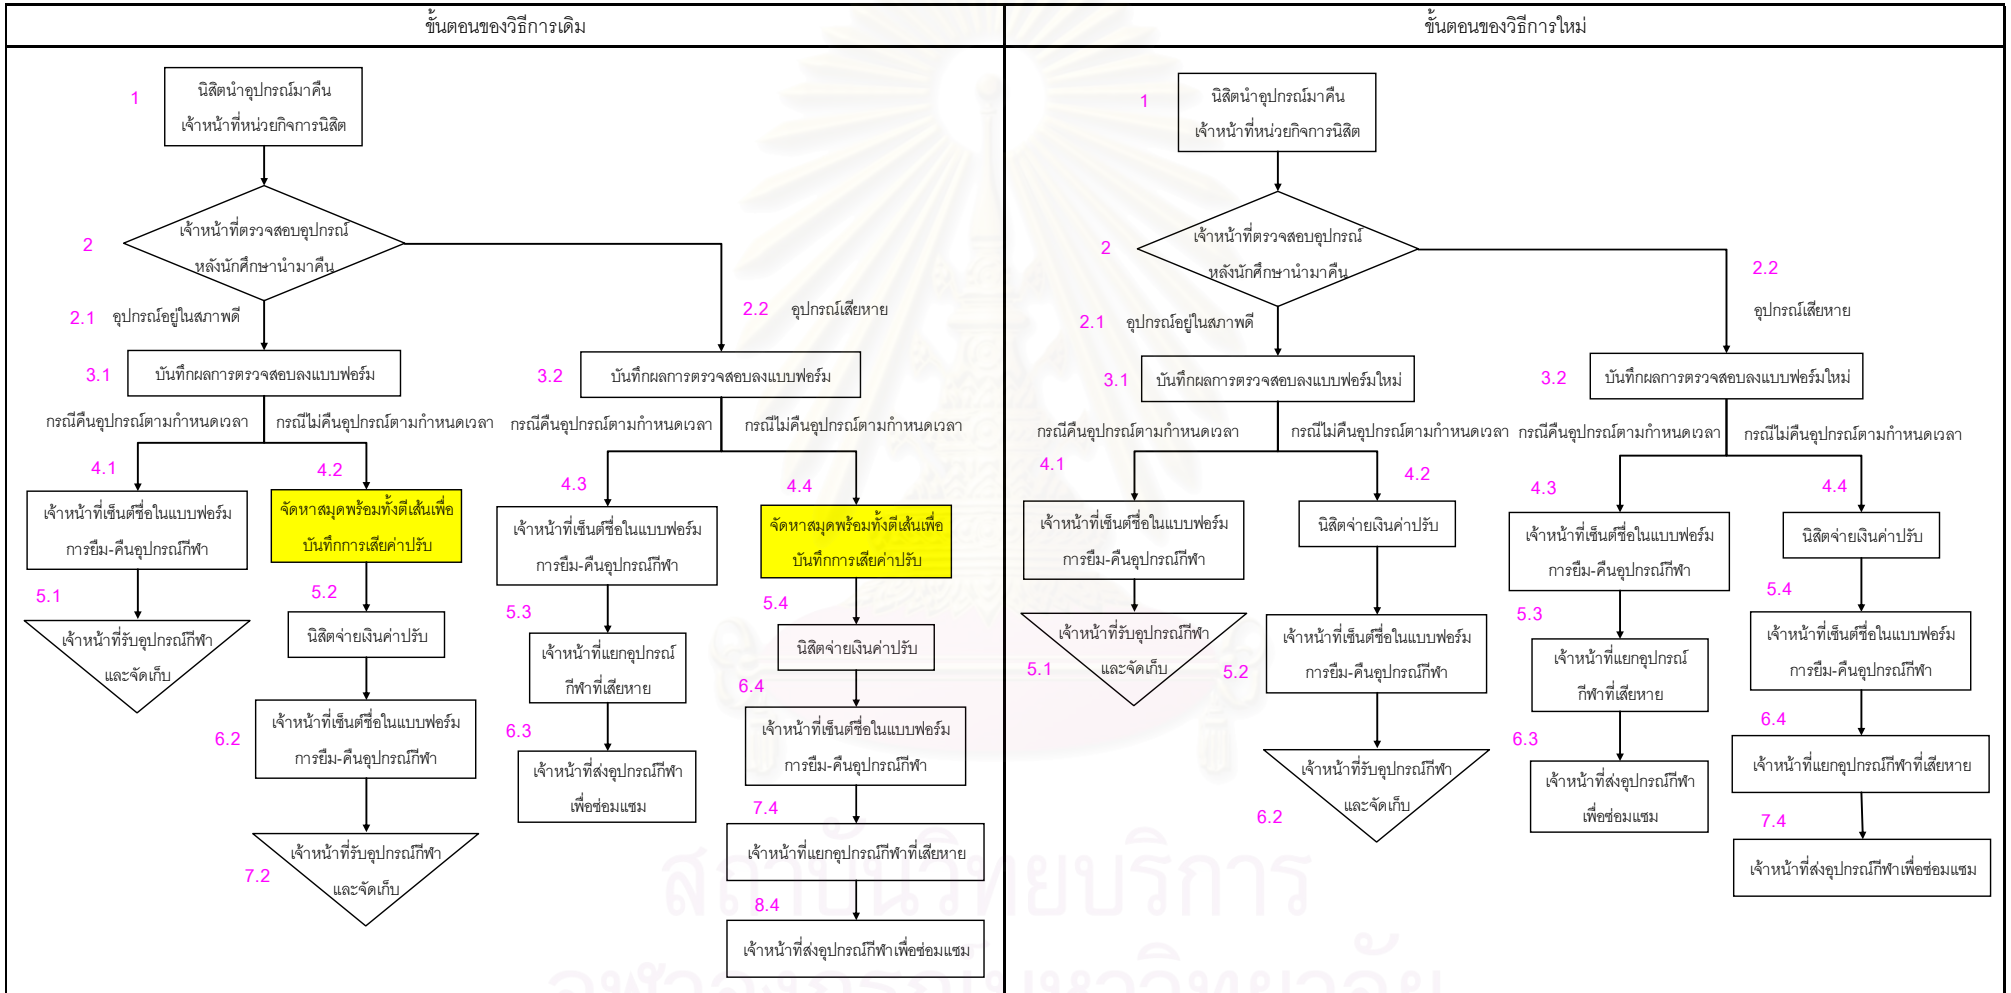 ขั้นตอนของวิธีการเดิม
ขั้นตอนของวิธีการใหม่
1
นิสิตนำอุปกรณ์มาคืน
เจ้าหน้าที่หน่วยกิจการนิสิต
2
เจ้าหน้าที่ตรวจสอบอุปกรณ์
หลังนักศึกษานำมาคืน
2.1
อุปกรณ์อยู่ในสภาพดี
2.2
อุปกรณ์เสียหาย
3.1
บันทึกผลการตรวจสอบลงแบบฟอร์ม
3.2
บันทึกผลการตรวจสอบลงแบบฟอร์ม
กรณีคืนอุปกรณ์ตามกำหนดเวลา
กรณีไม่คืนอุปกรณ์ตามกำหนดเวลา
กรณีคืนอุปกรณ์ตามกำหนดเวลา
กรณีไม่คืนอุปกรณ์ตามกำหนดเวลา
4.1
เจ้าหน้าที่เซ็นต์ชื่อในแบบฟอร์ม
การยืม-คืนอุปกรณ์กีฬา
4.2
จัดหาสมุดพร้อมทั้งตีเส้นเพื่อ
บันทึกการเสียค่าปรับ
4.3
เจ้าหน้าที่เซ็นต์ชื่อในแบบฟอร์ม
การยืม-คืนอุปกรณ์กีฬา
4.4
จัดหาสมุดพร้อมทั้งตีเส้นเพื่อ
บันทึกการเสียค่าปรับ
5.1
เจ้าหน้าที่รับอุปกรณ์กีฬา
และจัดเก็บ
5.2
นิสิตจ่ายเงินค่าปรับ
5.3
เจ้าหน้าที่แยกอุปกรณ์
กีฬาที่เสียหาย
5.4
นิสิตจ่ายเงินค่าปรับ
6.2
เจ้าหน้าที่เซ็นต์ชื่อในแบบฟอร์ม
การยืม-คืนอุปกรณ์กีฬา
6.3
เจ้าหน้าที่ส่งอุปกรณ์กีฬา
เพื่อซ่อมแซม
6.4
เจ้าหน้าที่เซ็นต์ชื่อในแบบฟอร์ม
การยืม-คืนอุปกรณ์กีฬา
7.2
เจ้าหน้าที่รับอุปกรณ์กีฬา
และจัดเก็บ
7.4
เจ้าหน้าที่แยกอุปกรณ์กีฬาที่เสียหาย
8.4
เจ้าหน้าที่ส่งอุปกรณ์กีฬาเพื่อซ่อมแซม
1
นิสิตนำอุปกรณ์มาคืน
เจ้าหน้าที่หน่วยกิจการนิสิต
2
เจ้าหน้าที่ตรวจสอบอุปกรณ์
หลังนักศึกษานำมาคืน
2.1
อุปกรณ์อยู่ในสภาพดี
2.2
อุปกรณ์เสียหาย
3.1
บันทึกผลการตรวจสอบลงแบบฟอร์มใหม่
3.2
บันทึกผลการตรวจสอบลงแบบฟอร์มใหม่
กรณีคืนอุปกรณ์ตามกำหนดเวลา
กรณีไม่คืนอุปกรณ์ตามกำหนดเวลา
กรณีคืนอุปกรณ์ตามกำหนดเวลา
กรณีไม่คืนอุปกรณ์ตามกำหนดเวลา
4.1
เจ้าหน้าที่เซ็นต์ชื่อในแบบฟอร์ม
การยืม-คืนอุปกรณ์กีฬา
4.2
นิสิตจ่ายเงินค่าปรับ
4.3
เจ้าหน้าที่เซ็นต์ชื่อในแบบฟอร์ม
การยืม-คืนอุปกรณ์กีฬา
4.4
นิสิตจ่ายเงินค่าปรับ
5.1
เจ้าหน้าที่รับอุปกรณ์กีฬา
และจัดเก็บ
5.2
เจ้าหน้าที่เซ็นต์ชื่อในแบบฟอร์ม
การยืม-คืนอุปกรณ์กีฬา
5.3
เจ้าหน้าที่แยกอุปกรณ์
กีฬาที่เสียหาย
5.4
เจ้าหน้าที่เซ็นต์ชื่อในแบบฟอร์ม
การยืม-คืนอุปกรณ์กีฬา
6.2
เจ้าหน้าที่รับอุปกรณ์กีฬา
และจัดเก็บ
6.3
เจ้าหน้าที่ส่งอุปกรณ์กีฬา
เพื่อซ่อมแซม
6.4
เจ้าหน้าที่แยกอุปกรณ์กีฬาที่เสียหาย
7.4
เจ้าหน้าที่ส่งอุปกรณ์กีฬาเพื่อซ่อมแซม
สถาบันวิทยบริการ
จุฬาลงกรณ์มหาวิทยาลัย